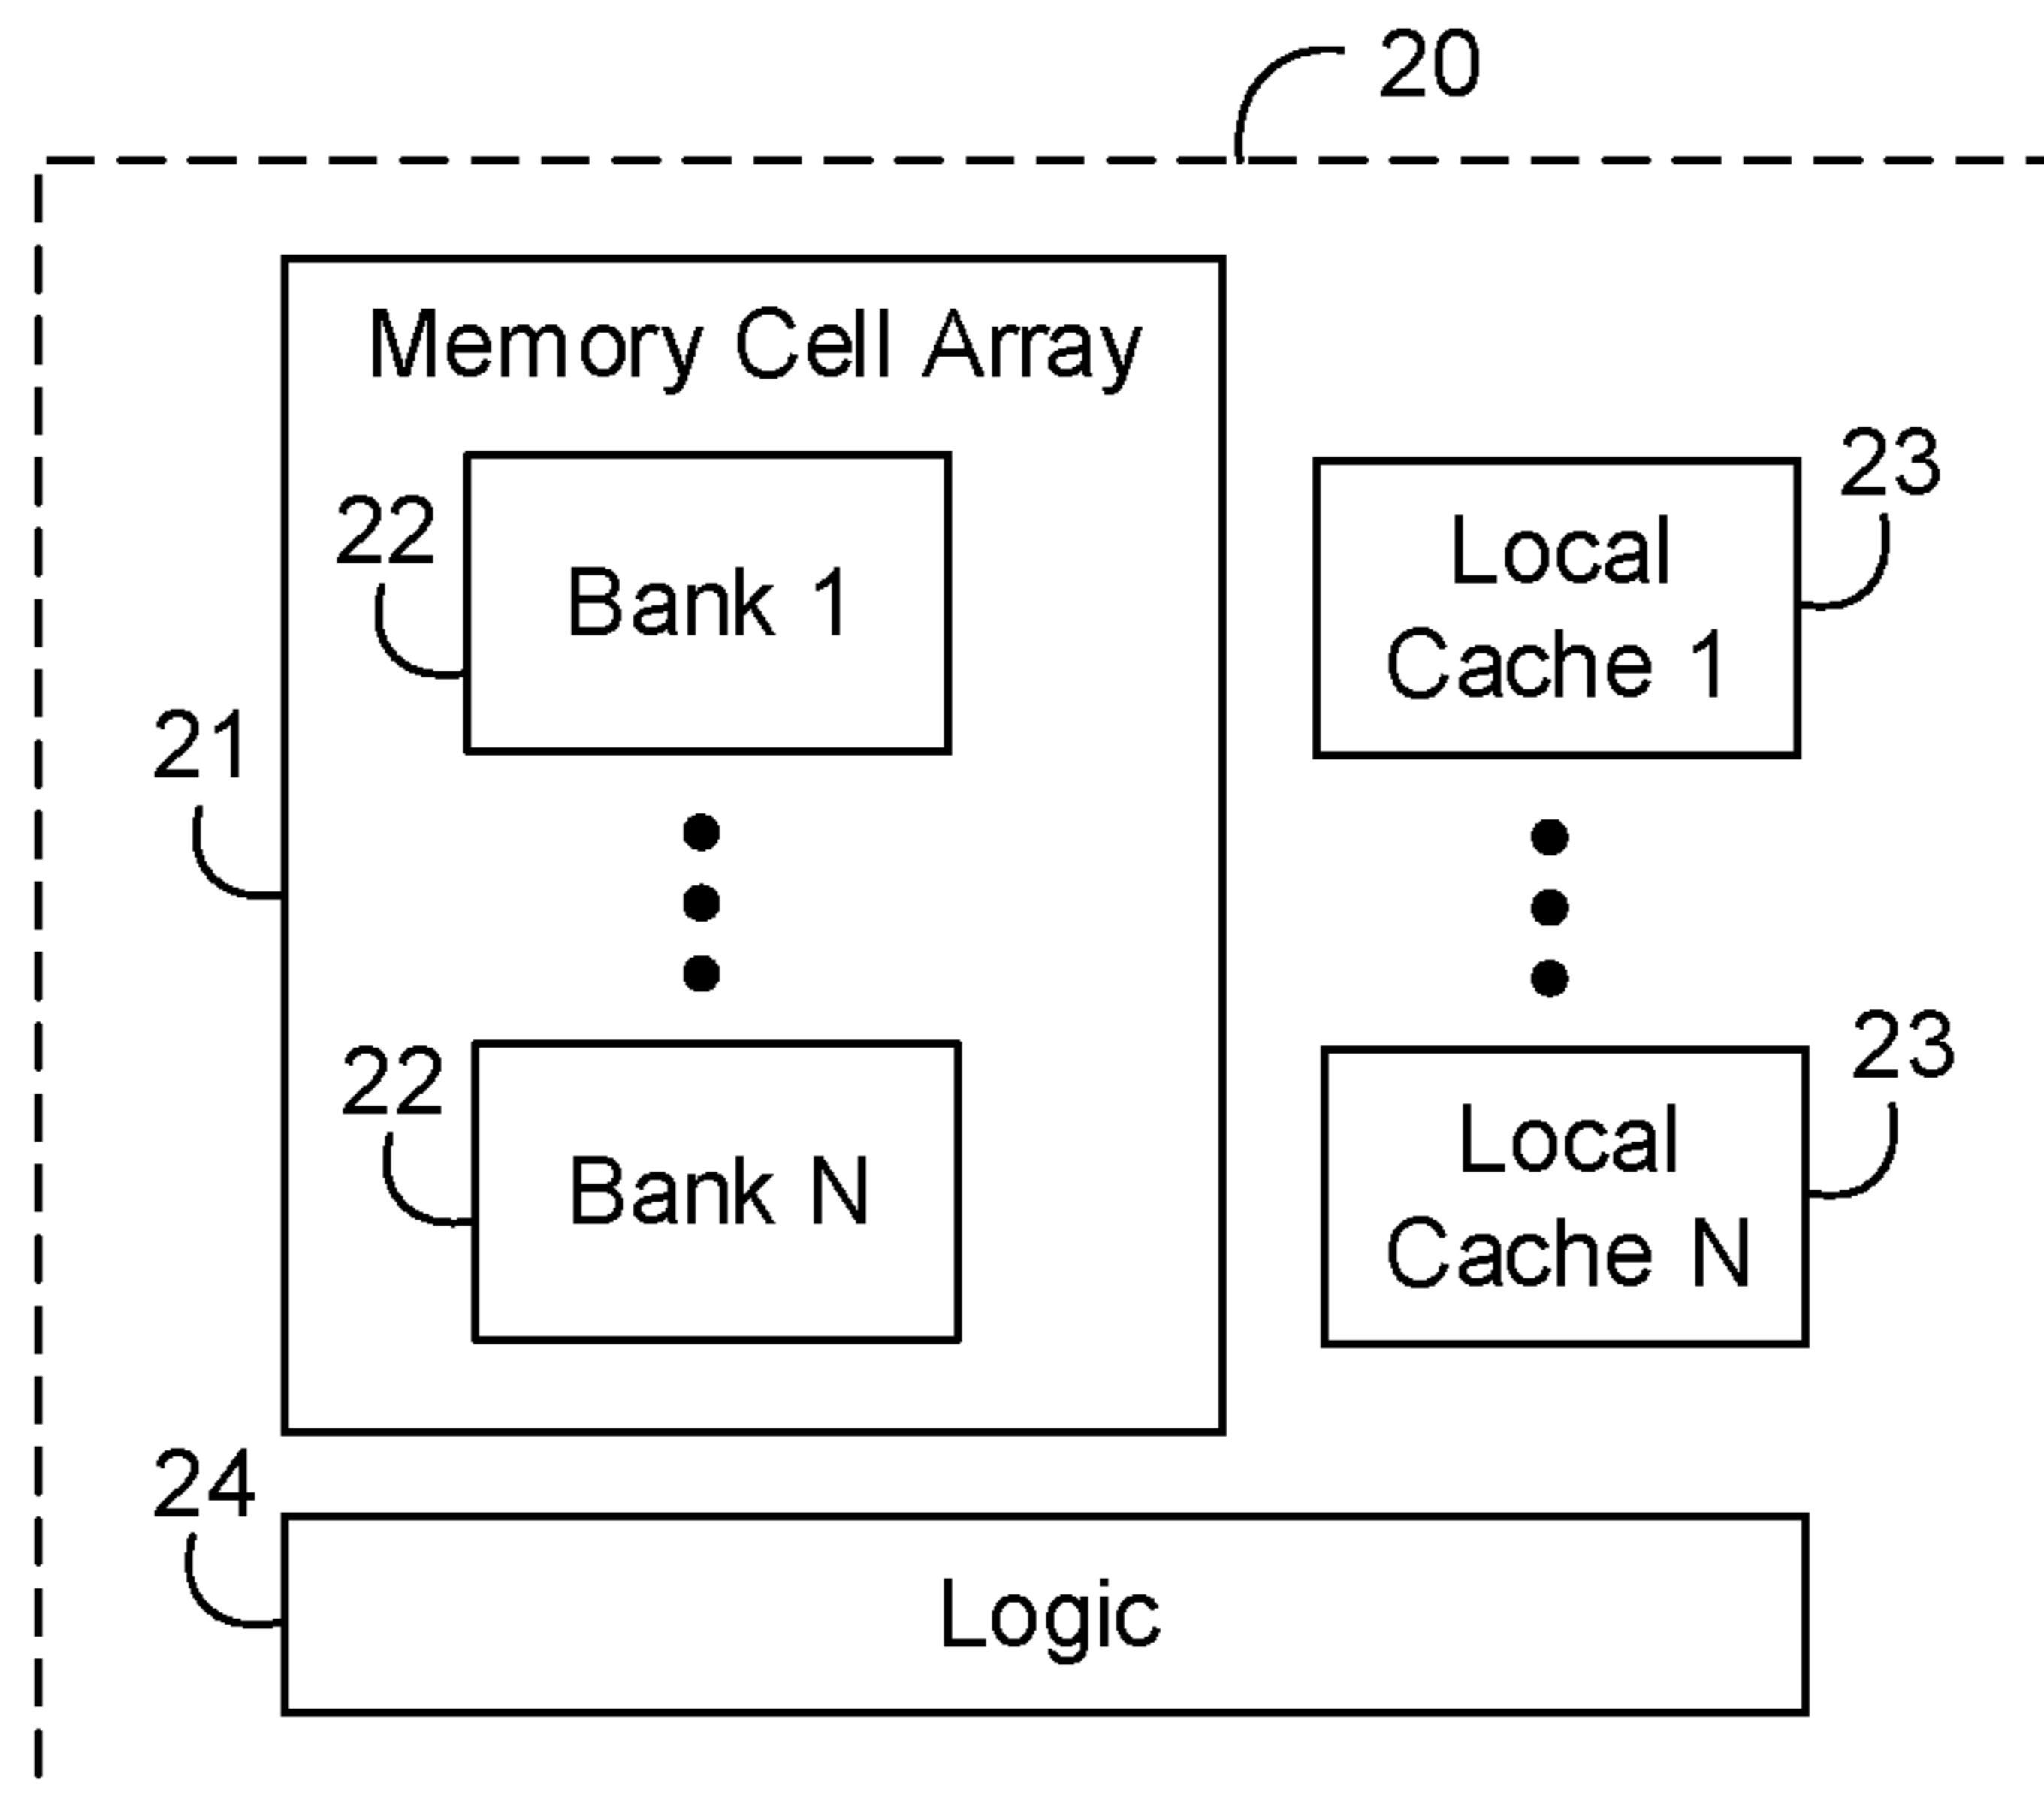 20
Memory Cell Array
23
22
Local
Bank 1
Cache 1
21
23
22
Local
Bank N
Cache N
24
Logic